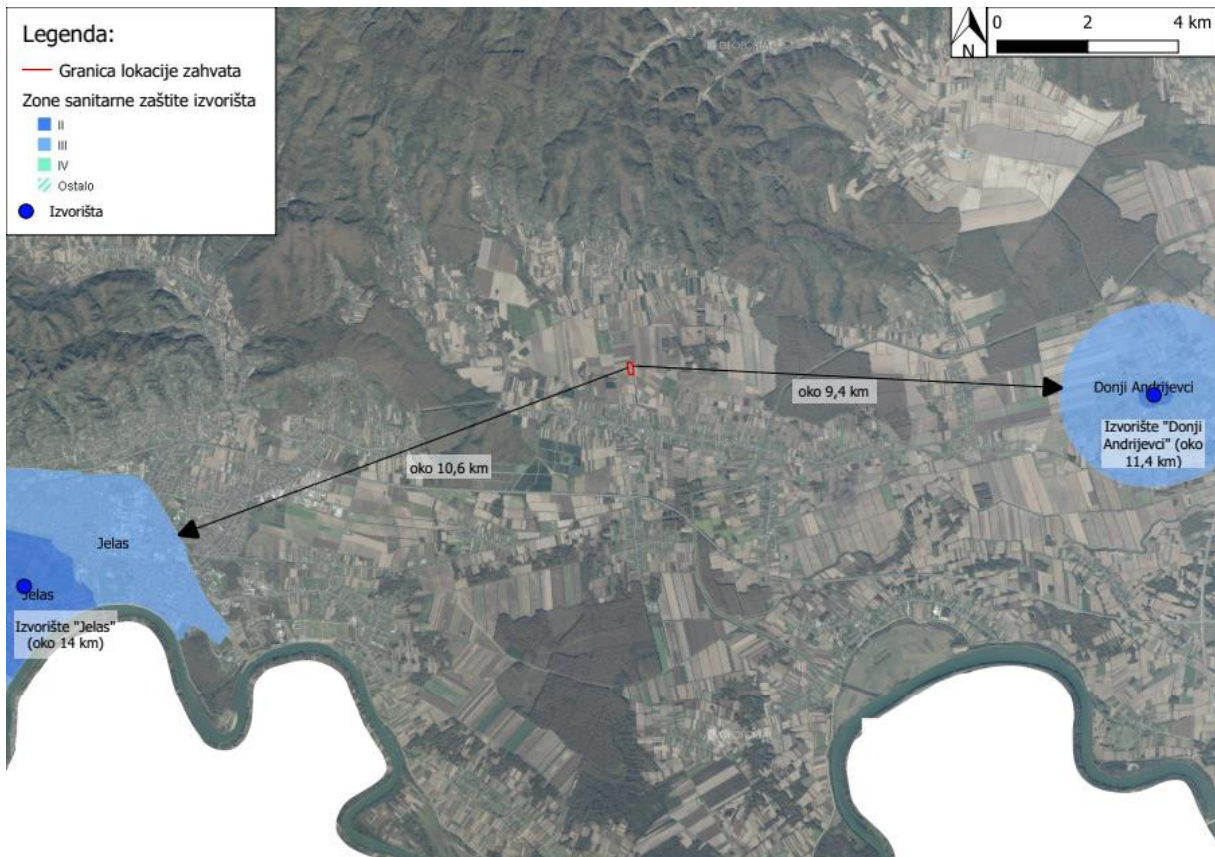 Legenda:
Granica lokacije zahvata
Zone sanitarne zaštite izvorišta
II
III
IV
Ostalo
Izvorišta
N
0 2 4 km
oko 9,4 km
Donji Andrijevci
Izvorište "Donji
Andrijevci" (oko
11,4 km)
oko 10,6 km
Jelas
Jelas
Izvorište "Jelas"
(oko 14 km)